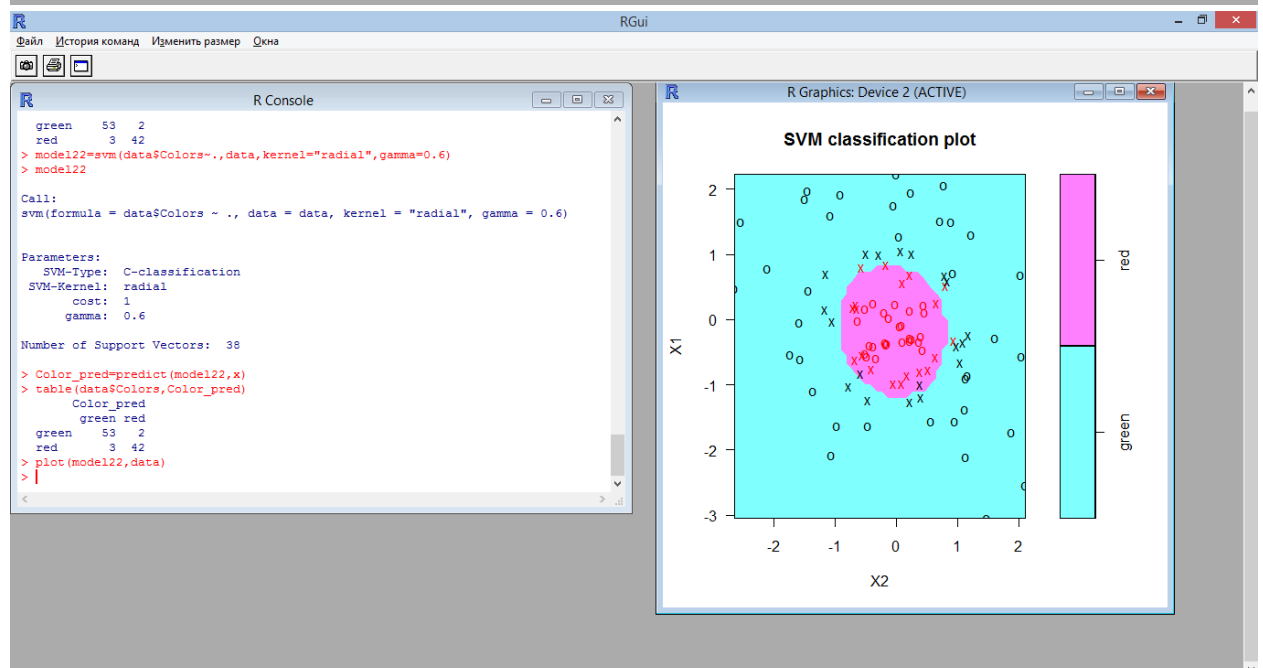 RGui
Файл История команд Изменить размер Окна
R Console
green 53 2
red 3 42
> model22=svm(data$Colors~.,data,kernel="radial",gamma=0.6)
> model22
Call:
svm(formula = data$Colors ~ ., data = data, kernel = "radial", gamma = 0.6)
Parameters:
SVM-Type: C-classification
SVM-Kernel: radial
cost: 1
gamma: 0.6
Number of Support Vectors: 38
> Color_pred=predict(model22,x)
> table(data$Colors,Color_pred)
Color_pred
green red
green 53 2
red 3 42
> plot(model22,data)
>
R Graphics: Device 2 (ACTIVE)
SVM classification plot
2
1
0
-1
-2
-3
X1
-2 -1 0 1 2
X2
red
green